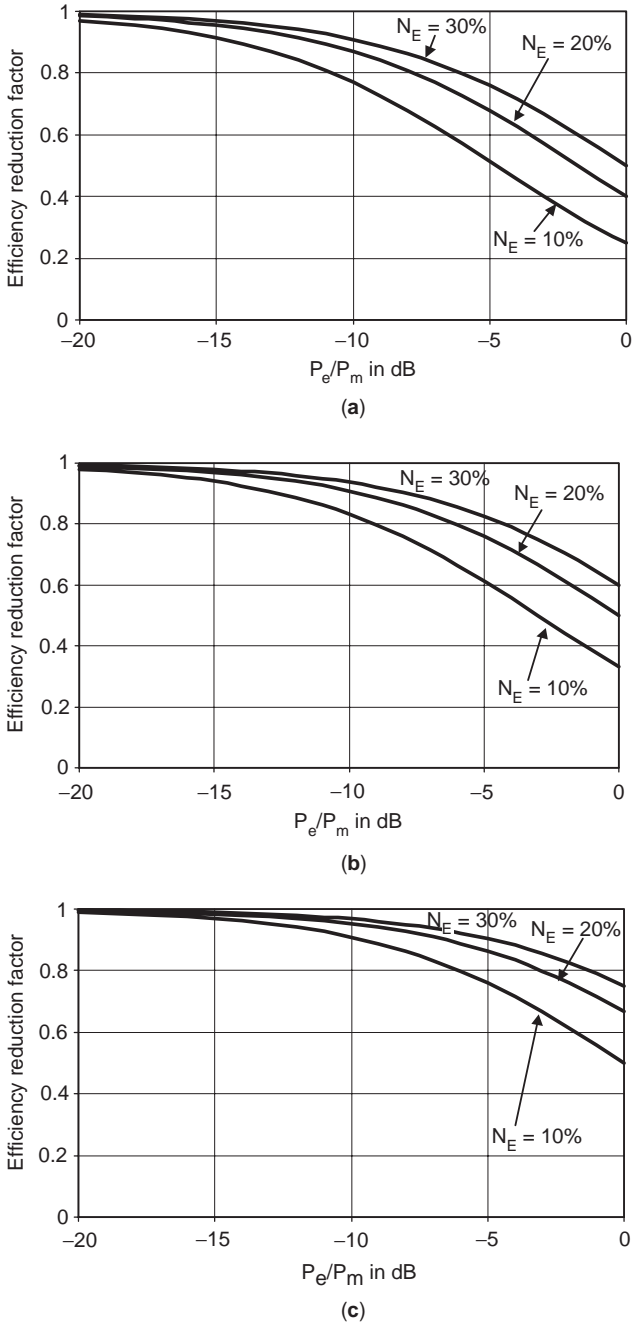 Efficiency reduction factor
1
0.8
0.6
0.4
0.2
0
N_E = 30%
N_E = 20%
N_E = 10%
–20
–15
–10
–5
0
P_e/P_m in dB
(a)
Efficiency reduction factor
1
0.8
0.6
0.4
0.2
0
N_E = 30%
N_E = 20%
N_E = 10%
–20
–15
–10
–5
0
P_e/P_m in dB
(b)
Efficiency reduction factor
1
0.8
0.6
0.4
0.2
0
N_E = 30%
N_E = 20%
N_E = 10%
–20
–15
–10
–5
0
P_e/P_m in dB
(c)